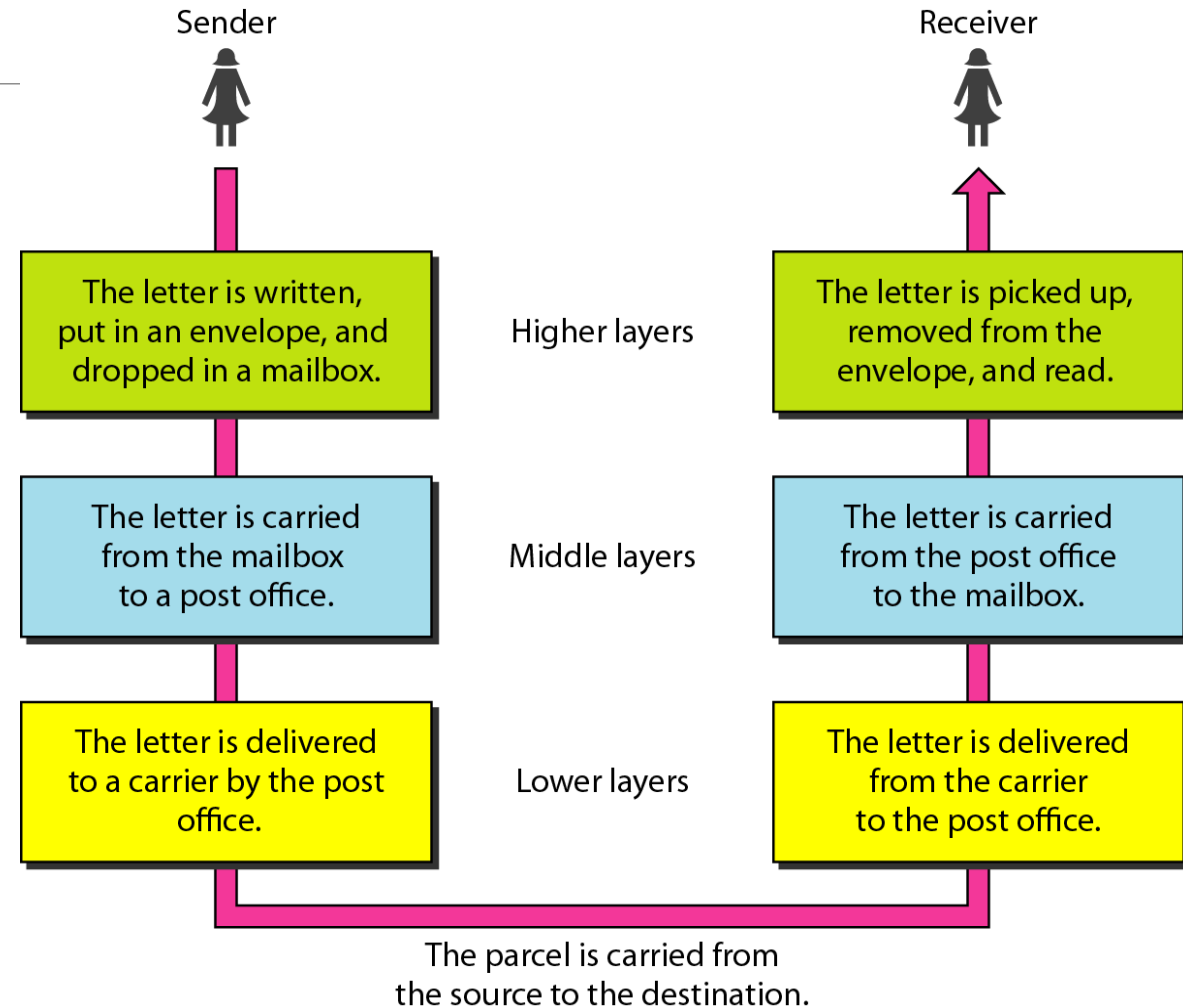 Sender
Receiver
The letter is written,
put in an envelope, and
dropped in a mailbox.
Higher layers
The letter is picked up,
removed from the
envelope, and read.
The letter is carried
from the mailbox
to a post office.
Middle layers
The letter is carried
from the post office
to the mailbox.
The letter is delivered
to a carrier by the post
office.
Lower layers
The letter is delivered
from the carrier
to the post office.
The parcel is carried from
the source to the destination.